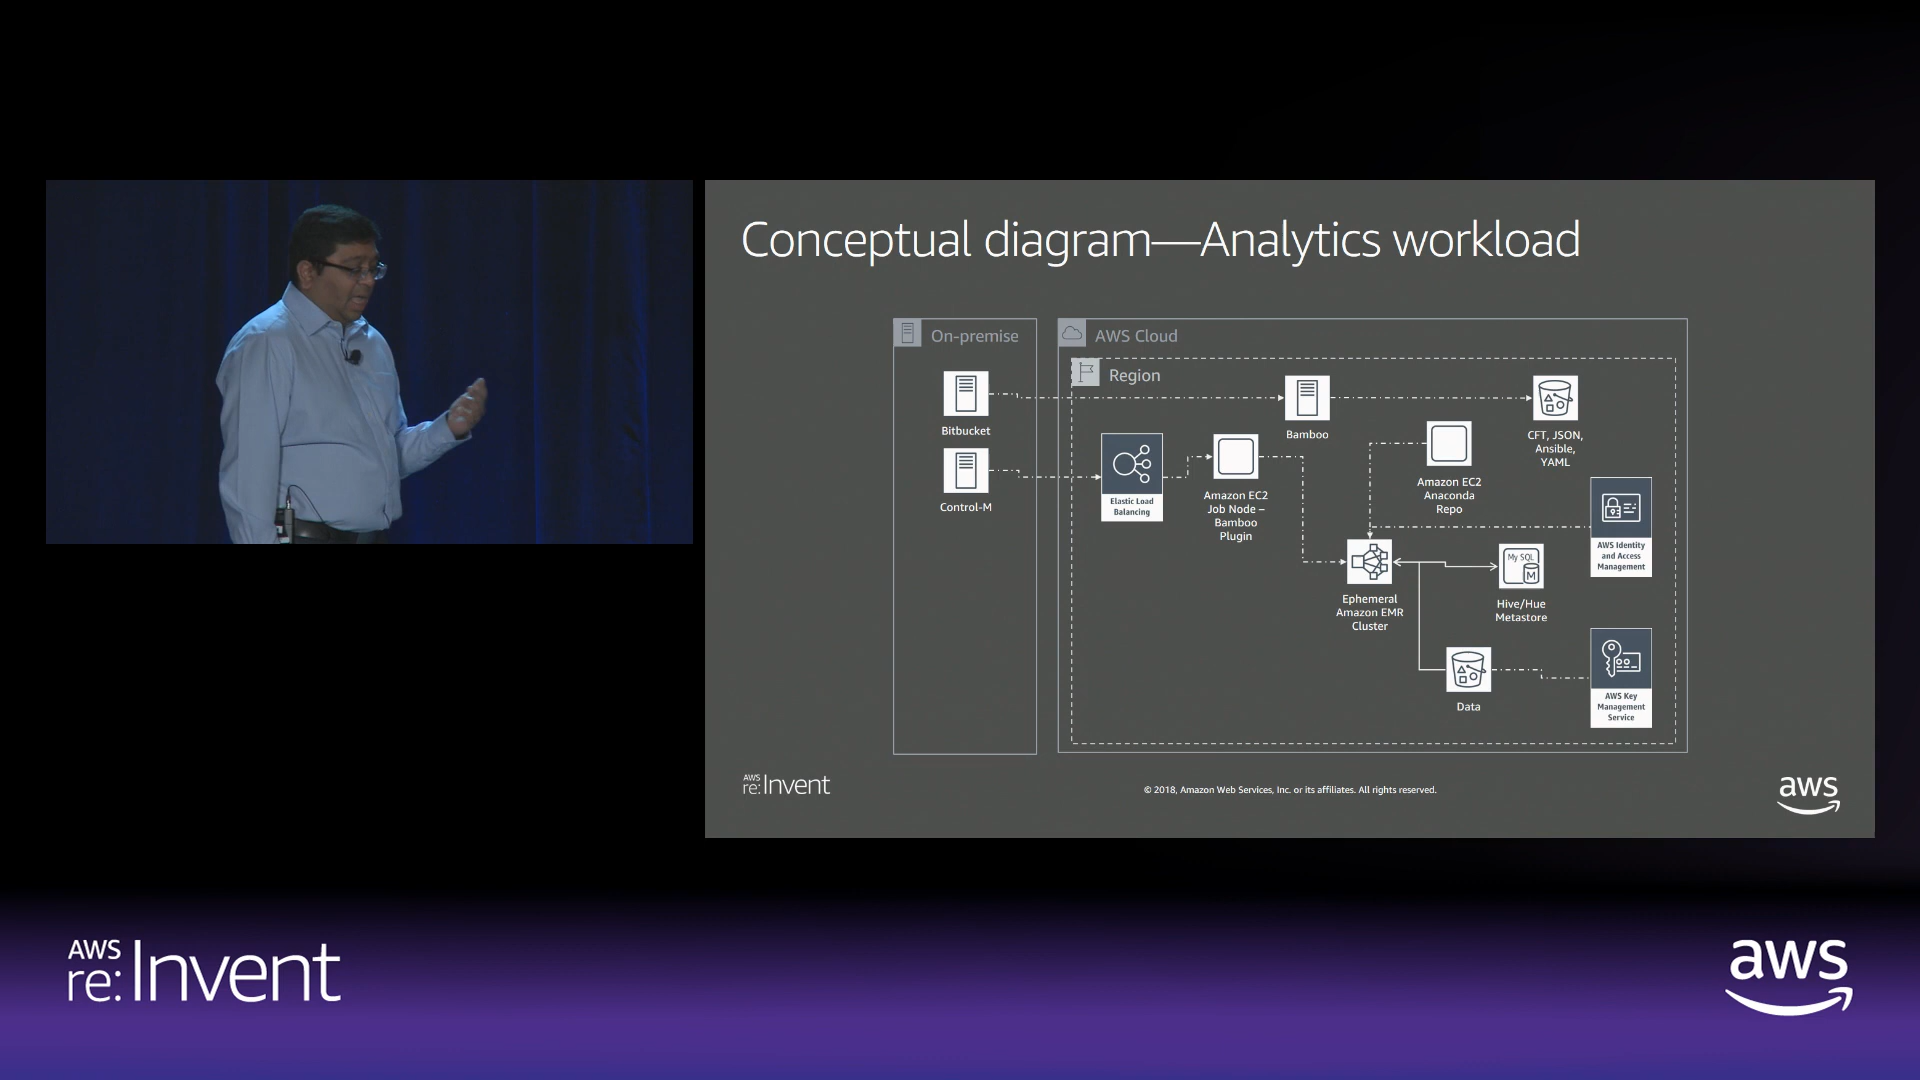 Conceptual diagram—Analytics workload
On-premise
AWS Cloud
Region
Bitbucket
Control-M
Elastic Load
Balancing
Amazon EC2
Job Node –
Bamboo
Plugin
Bamboo
CFT, JSON,
Ansible,
YAML
Amazon EC2
Anaconda
Repo
AWS Identity
and Access
Management
Ephemeral
Amazon EMR
Cluster
My SQL
M
Hive/Hue
Metastore
Data
AWS Key
Management
Service
AWS
re:Invent
© 2018, Amazon Web Services, Inc. or its affiliates. All rights reserved.
aws
AWS
re:Invent
aws